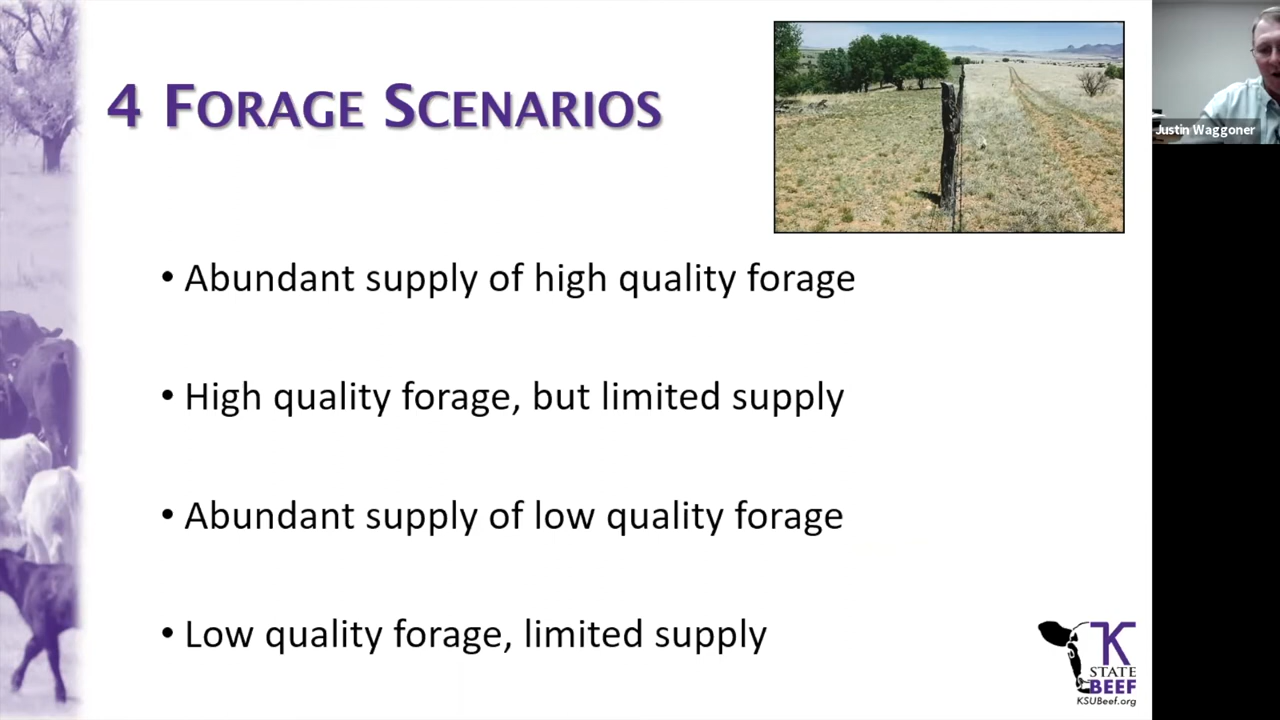 4 FORAGE SCENARIOS
Justin Waggoner
• Abundant supply of high quality forage
• High quality forage, but limited supply
• Abundant supply of low quality forage
• Low quality forage, limited supply
K
STATE
BEEF
KSUBeef.org